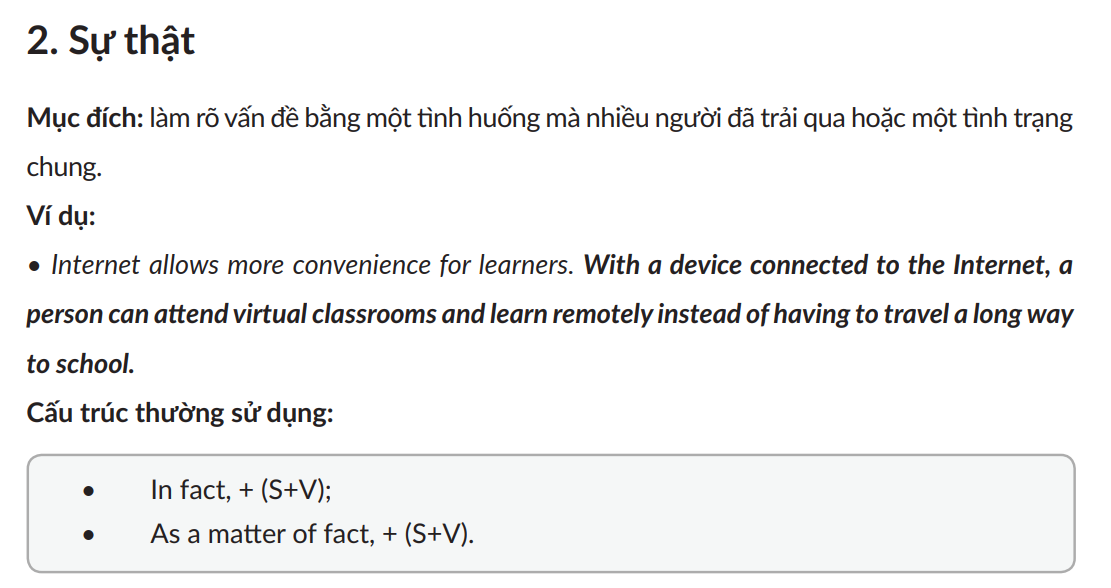 2. Sự thật
Mục đích: làm rõ vấn đề bằng một tình huống mà nhiều người đã trải qua hoặc một tình trạng
chung.
Ví dụ:
• Internet allows more convenience for learners. With a device connected to the Internet, a
person can attend virtual classrooms and learn remotely instead of having to travel a long way
to school.
Cấu trúc thường sử dụng:
• In fact, + (S+V);
• As a matter of fact, + (S+V).